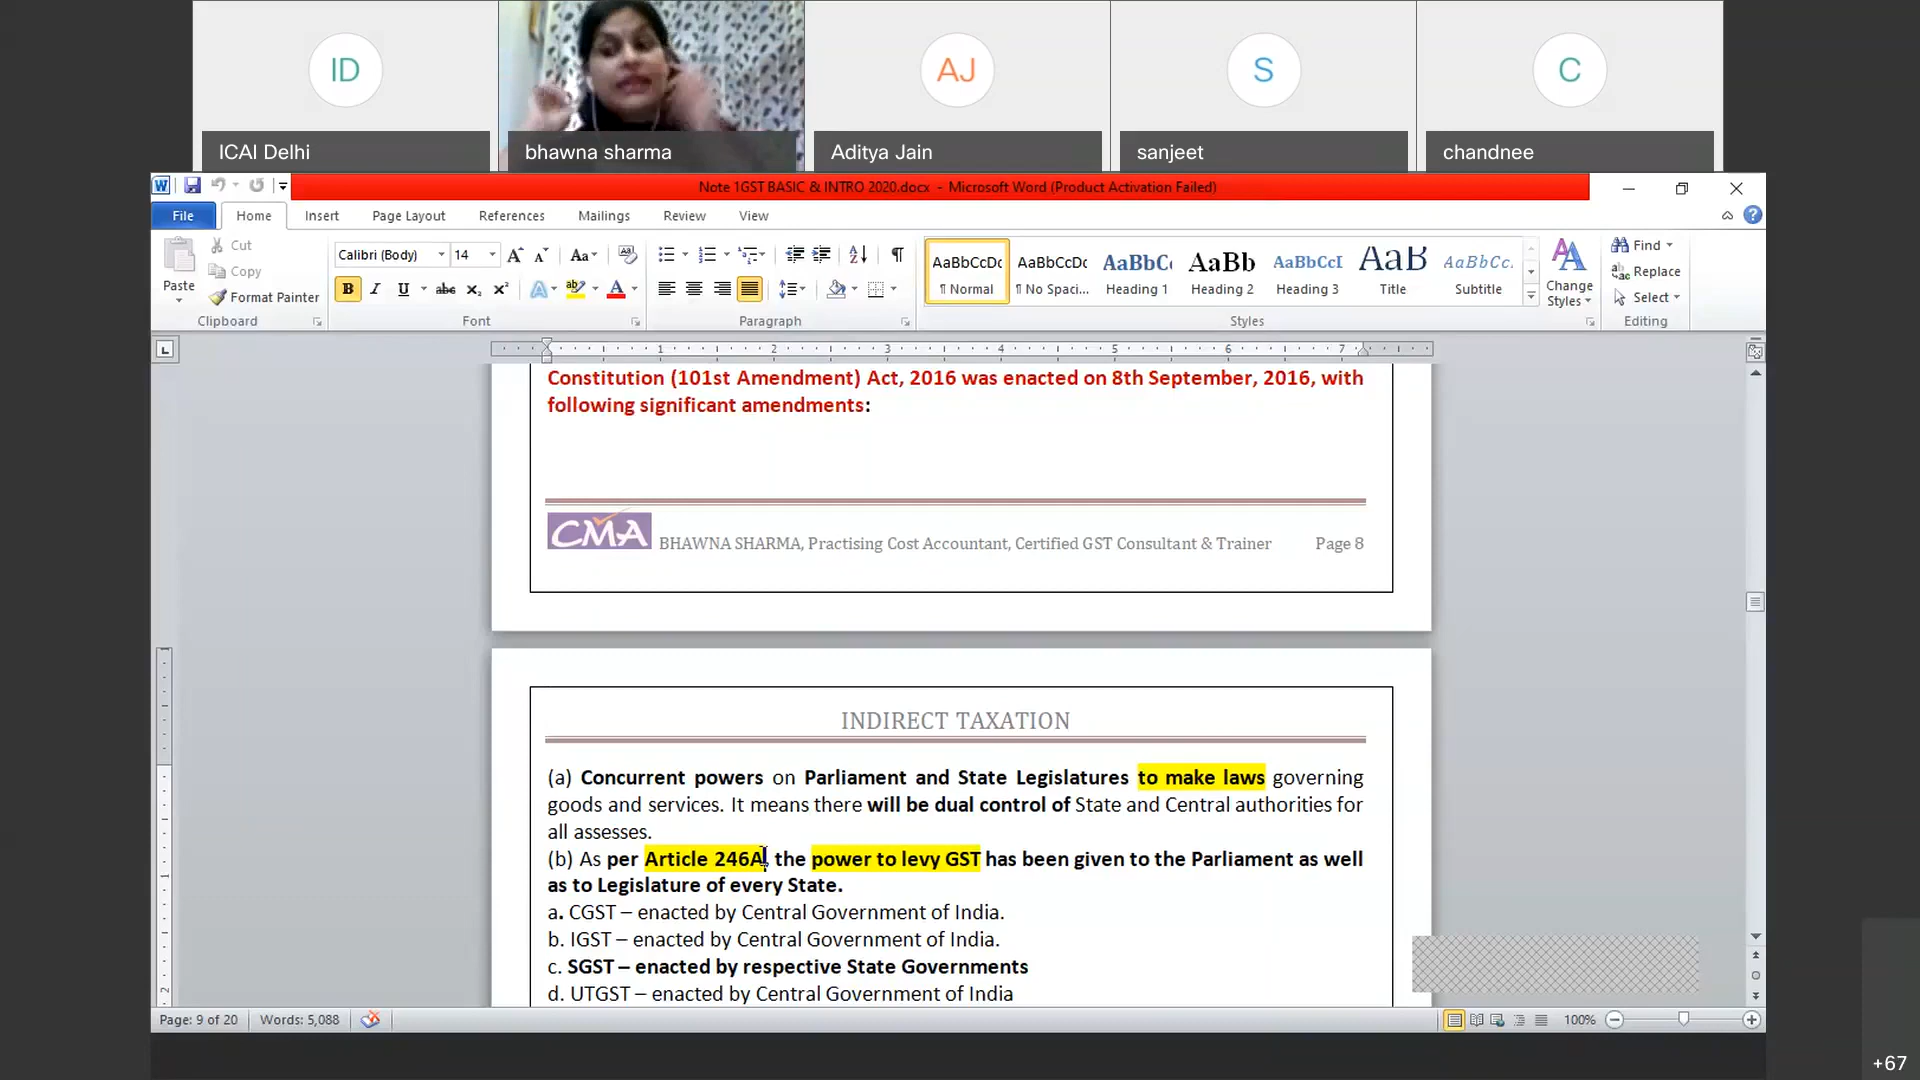 ID
AJ
S
C
ICAI Delhi
bhawna sharma
Aditya Jain
sanjeet
chandnee
Note 1GST BASIC & INTRO 2020.docx - Microsoft Word (Product Activation Failed)
File Home Insert Page Layout References Mailings Review View
Cut
Copy
Format Painter
Paste
Clipboard
Calibri (Body) 14
Font
Paragraph
AaBbCcDc AaBbCcDc AaBbC AaBb AaBbCcI AaB AaBbCc.
¶ Normal ¶ No Spaci... Heading 1 Heading 2 Heading 3 Title Subtitle
Change
Styles
Styles
Find
Replace
Select
Editing
1 2 3 4 5 6 7
Constitution (101st Amendment) Act, 2016 was enacted on 8th September, 2016, with
following significant amendments:
CMA BHAWNA SHARMA, Practising Cost Accountant, Certified GST Consultant & Trainer Page 8
INDIRECT TAXATION
(a) Concurrent powers on Parliament and State Legislatures to make laws governing
goods and services. It means there will be dual control of State and Central authorities for
all assesses.
(b) As per Article 246A, the power to levy GST has been given to the Parliament as well
as to Legislature of every State.
a. CGST – enacted by Central Government of India.
b. IGST – enacted by Central Government of India.
c. SGST – enacted by respective State Governments
d. UTGST – enacted by Central Government of India
Page: 9 of 20 Words: 5,088 100%
+67